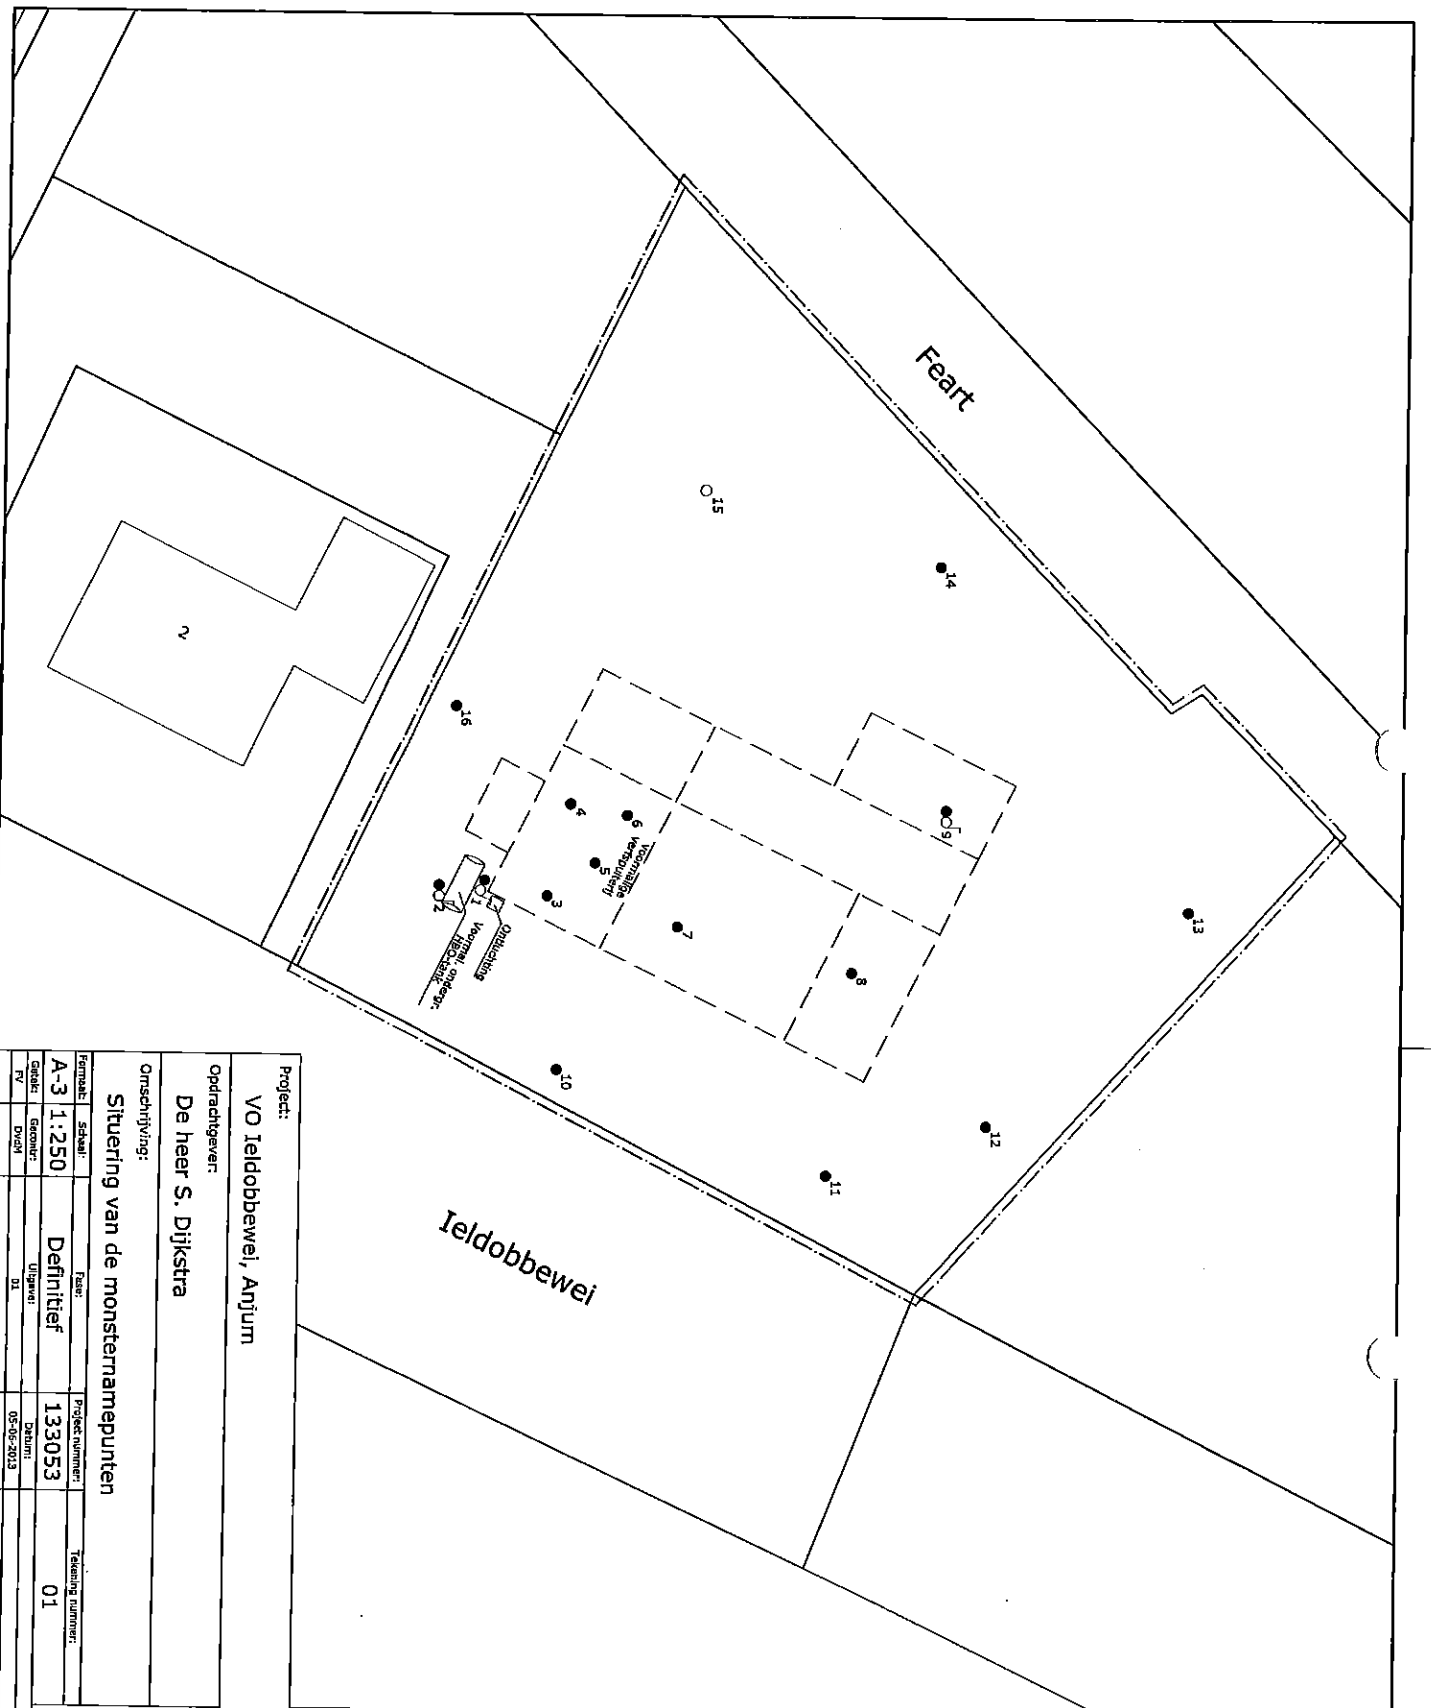 Feart
15
14
16
2
4
6
5
voormalige
verfspuiterij
3
9
7
8
13
1
2
Ontluchting
Voormal. ondergr.
HBO-tank
10
12
11
Ieldobbewei
Project:
VO Ieldobbewei, Anjum
Opdrachtgever:
De heer S. Dijkstra
Omschrijving:
Situering van de monsternamepunten
Formaat: Schaal: Fase: Project nummer: Tekening nummer:
A-3 1:250 Definitief 133053 01
Getek: Gecontr: Uitgave: Datum:
FV DvdM D1 05-06-2013